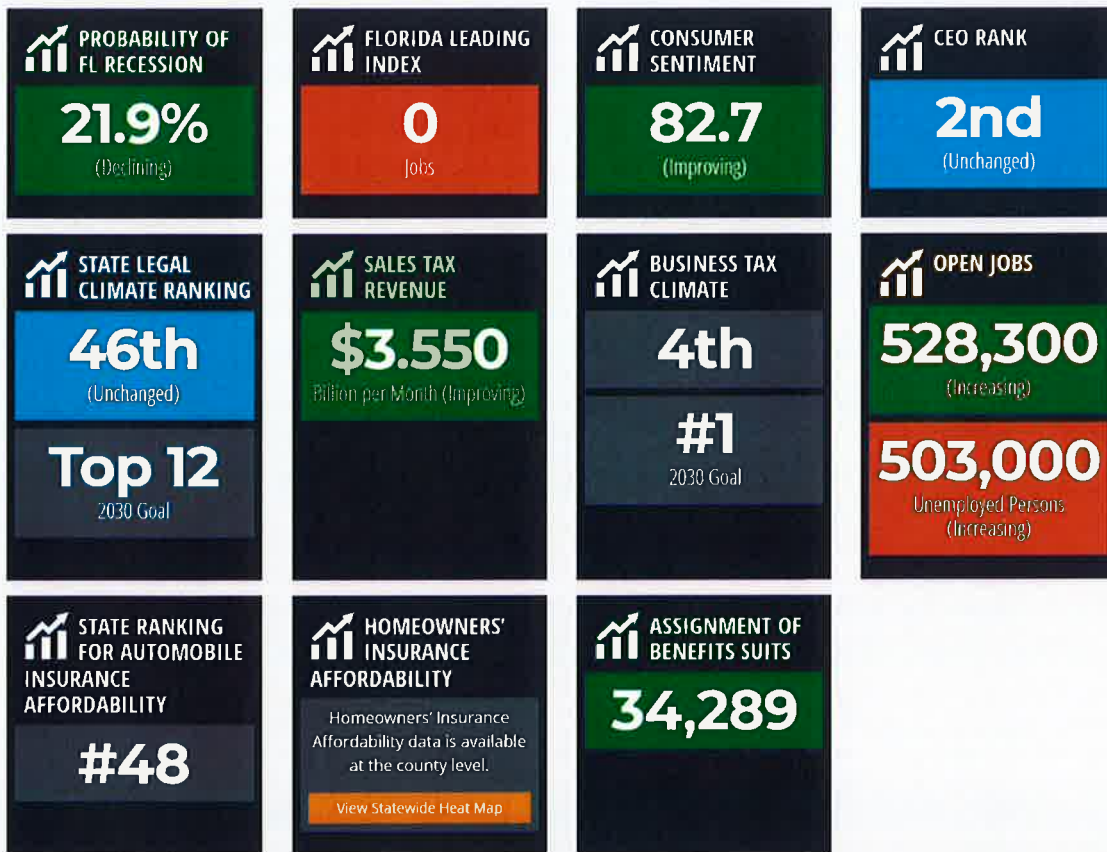 PROBABILITY OF
FL RECESSION
21.9%
(Declining)
FLORIDA LEADING
INDEX
0
Jobs
CONSUMER
SENTIMENT
82.7
(Improving)
CEO RANK
2nd
(Unchanged)
STATE LEGAL
CLIMATE RANKING
46th
(Unchanged)
Top 12
2030 Goal
SALES TAX
REVENUE
$3.550
Billion per Month (Improving)
BUSINESS TAX
CLIMATE
4th
#1
2030 Goal
OPEN JOBS
528,300
(Increasing)
503,000
Unemployed Persons
(Increasing)
STATE RANKING
FOR AUTOMOBILE
INSURANCE
AFFORDABILITY
#48
HOMEOWNERS'
INSURANCE
AFFORDABILITY
Homeowners' Insurance
Affordability data is available
at the county level.
View Statewide Heat Map
ASSIGNMENT OF
BENEFITS SUITS
34,289